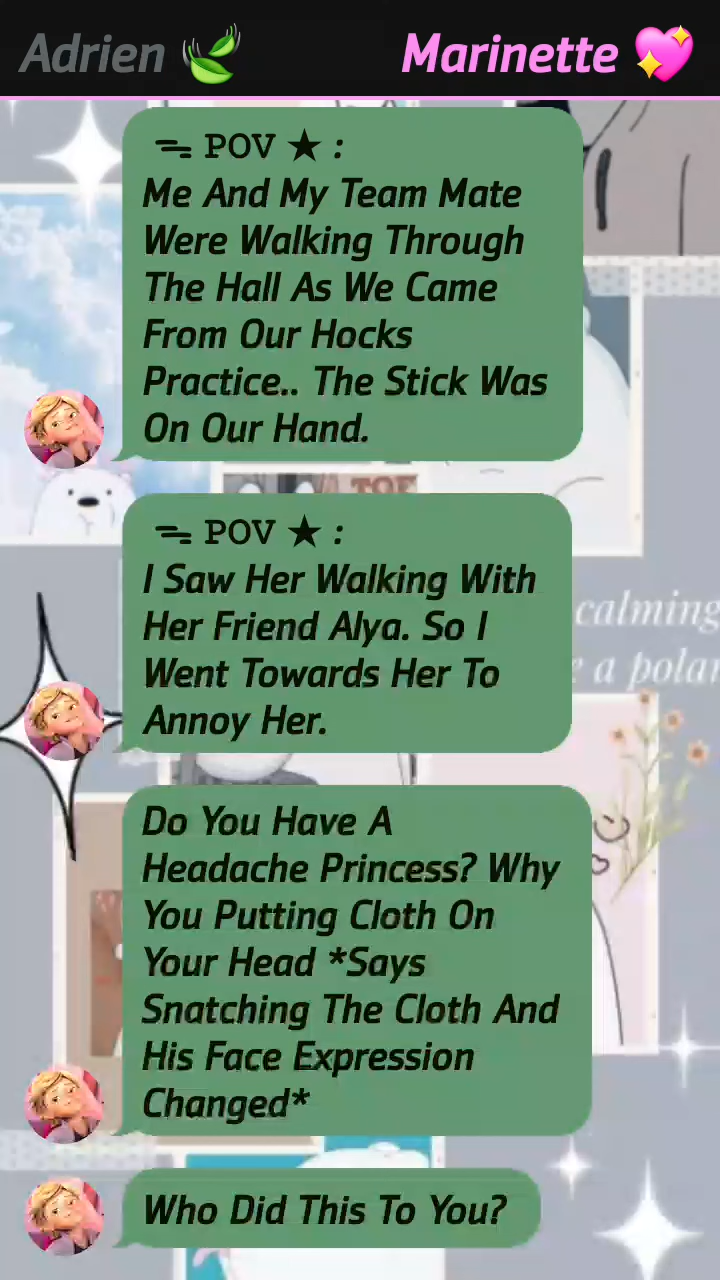 Adrien 🍃 Marinette 💖
POV ★ :
Me And My Team Mate
Were Walking Through
The Hall As We Came
From Our Hocks
Practice.. The Stick Was
On Our Hand.
POV ★ :
I Saw Her Walking With
Her Friend Alya. So I
Went Towards Her To
Annoy Her.
calming
a polar
Do You Have A
Headache Princess? Why
You Putting Cloth On
Your Head *Says
Snatching The Cloth And
His Face Expression
Changed*
Who Did This To You?